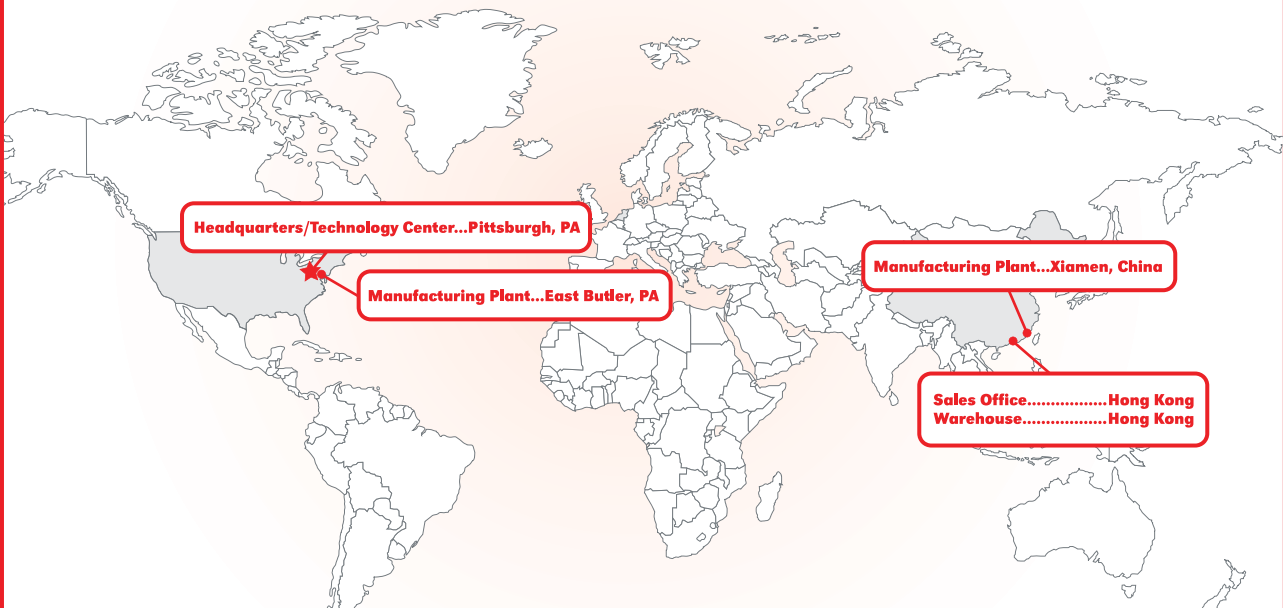 Headquarters/Technology Center...Pittsburgh, PA
Manufacturing Plant...East Butler, PA
Manufacturing Plant...Xiamen, China
Sales Office.................Hong Kong
Warehouse..................Hong Kong